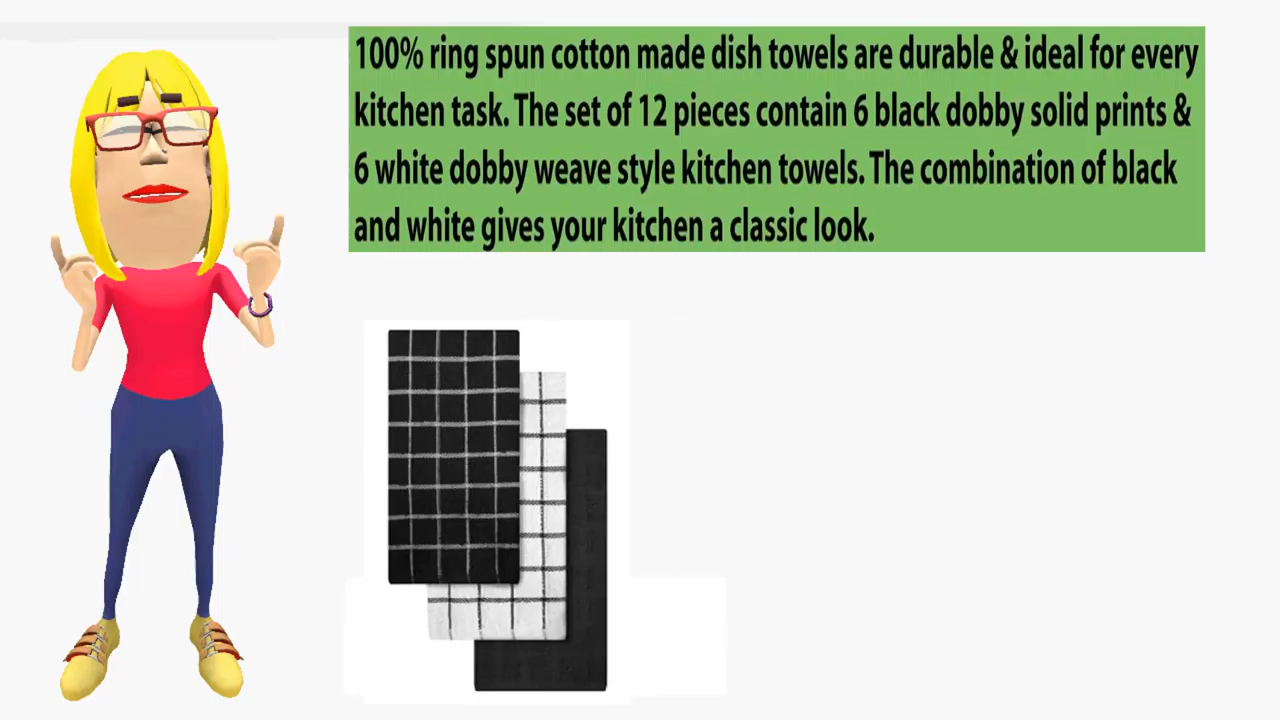 100% ring spun cotton made dish towels are durable & ideal for every
kitchen task. The set of 12 pieces contain 6 black dobby solid prints &
6 white dobby weave style kitchen towels. The combination of black
and white gives your kitchen a classic look.